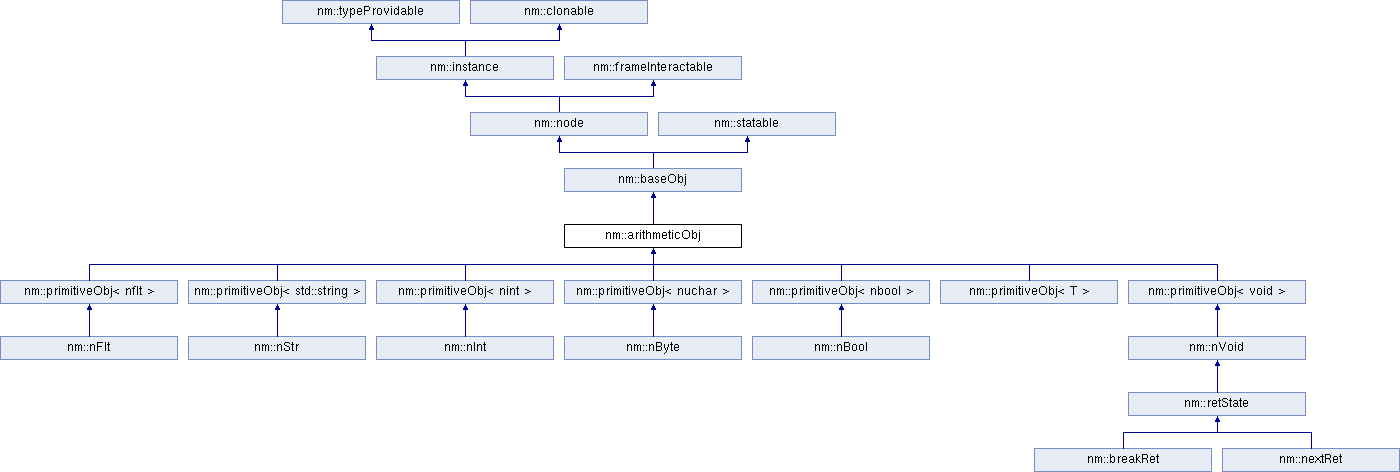 nm::typeProvidable
nm::clonable
nm::instance
nm::frameInteractable
nm::node
nm::statable
nm::baseObj
nm::arithmeticObj
nm::primitiveObj< nflt >
nm::primitiveObj< std::string >
nm::primitiveObj< nint >
nm::primitiveObj< nuchar >
nm::primitiveObj< nbool >
nm::primitiveObj< T >
nm::primitiveObj< void >
nm::nFlt
nm::nStr
nm::nInt
nm::nByte
nm::nBool
nm::nVoid
nm::retState
nm::breakRet
nm::nextRet